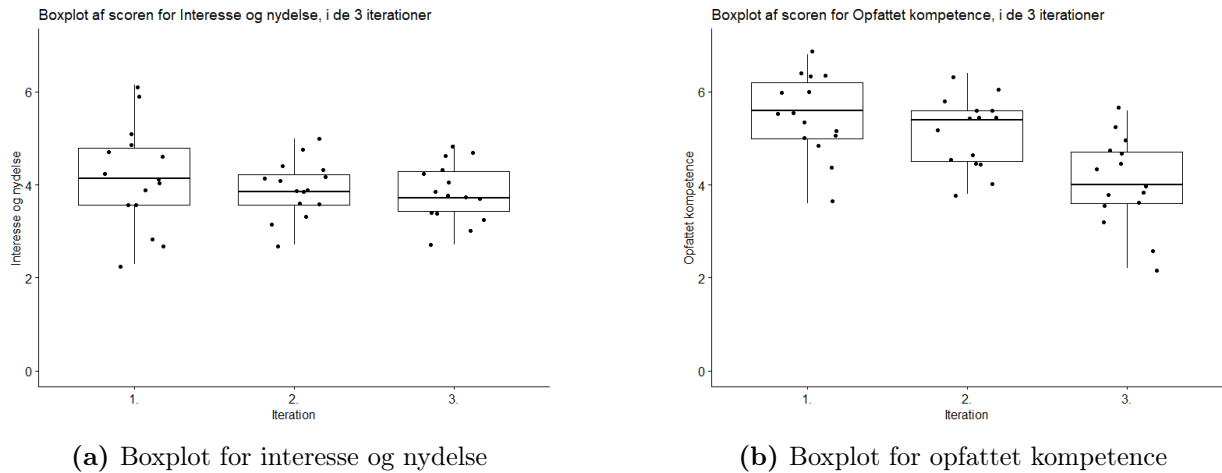 Boxplot af scoren for Interesse og nydelse, i de 3 iterationer
Interesse og nydelse
6
4
2
0
1.
2.
3.
Iteration
(a) Boxplot for interesse og nydelse
Boxplot af scoren for Opfattet kompetence, i de 3 iterationer
Opfattet kompetence
6
4
2
0
1.
2.
3.
Iteration
(b) Boxplot for opfattet kompetence